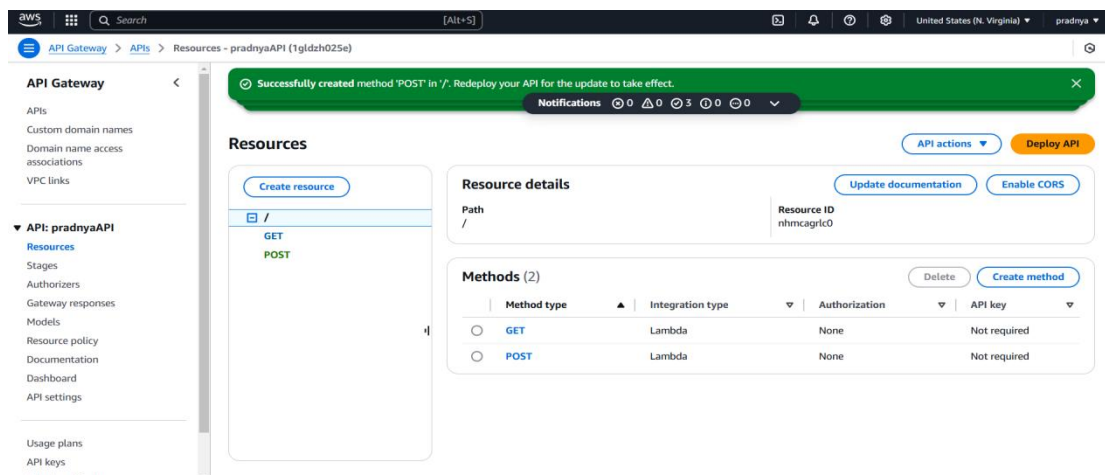 aws Search [Alt+S] United States (N. Virginia) ▼ pradnya ▼
API Gateway > APIs > Resources - pradnyaAPI (1gldzh025e)
API Gateway
APIs
Custom domain names
Domain name access
associations
VPC links
▼ API: pradnyaAPI
Resources
Stages
Authorizers
Gateway responses
Models
Resource policy
Documentation
Dashboard
API settings
Usage plans
API keys
Successfully created method 'POST' in '/'. Redeploy your API for the update to take effect.
Notifications 0 0 3 0 0
Resources
API actions ▼ Deploy API
Create resource
/
GET
POST
Resource details
Update documentation Enable CORS
Path Resource ID
/ nhmcagrlc0
Methods (2)
Delete Create method
Method type Integration type Authorization API key
GET Lambda None Not required
POST Lambda None Not required